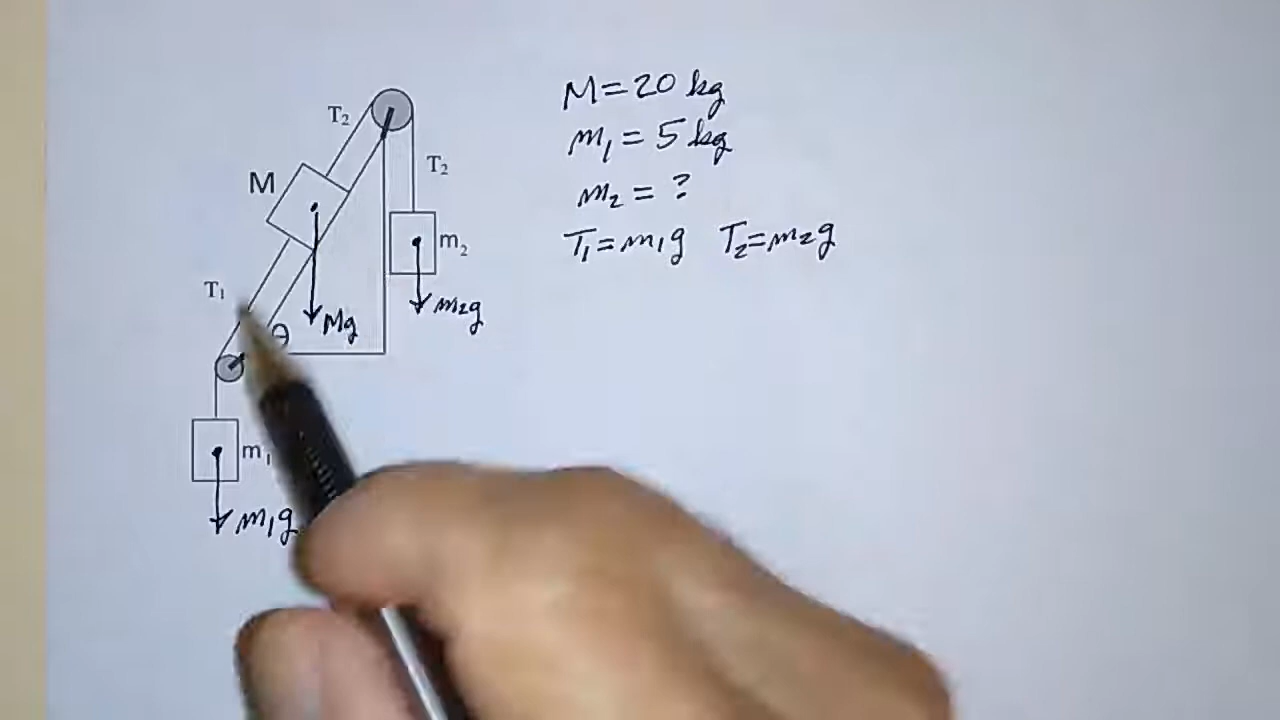 M = 20 kg
m₁ = 5 kg
m₂ = ?
T₁ = m₁g T₂ = m₂g
T₂
T₂
M
m₂
m₂g
T₁
θ
Mg
m₁
m₁g